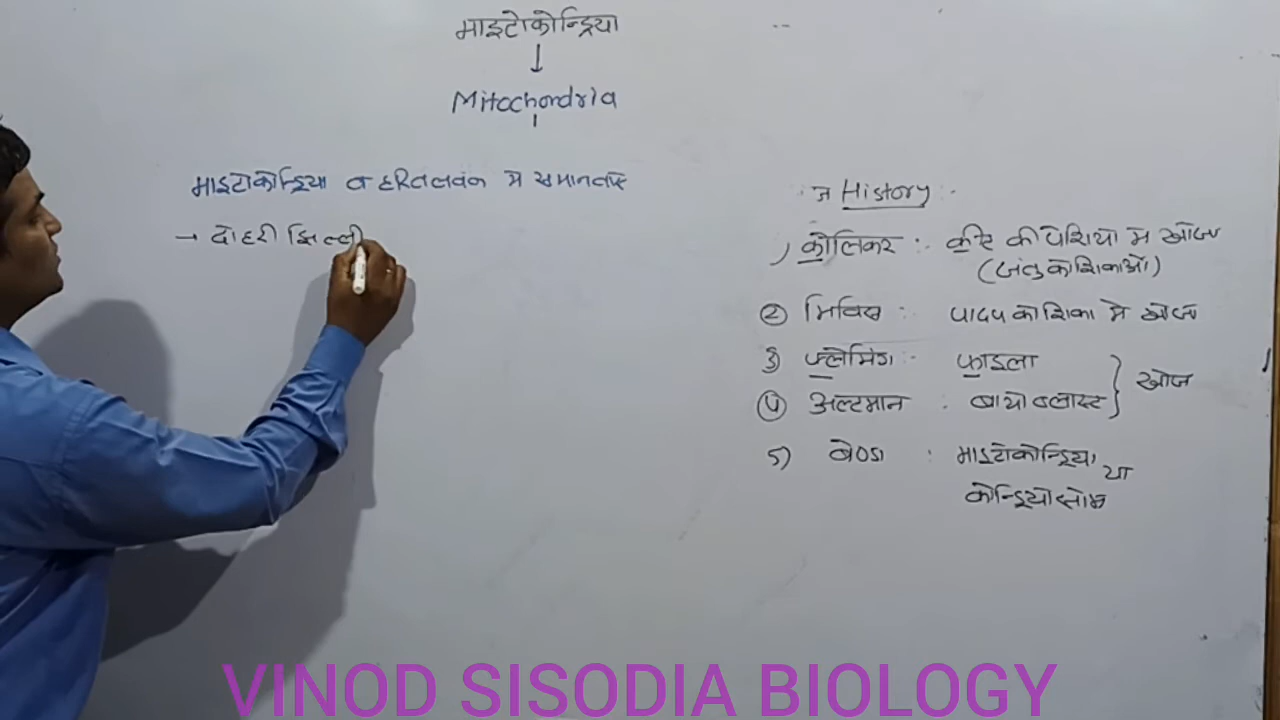 माइटोकोन्ड्रिया
↓
Mitochondria
माइटोकोन्ड्रिया व हरितलवक में समानताएं
→ दोहरी झिल्ली
History :-
1) कोलिकर :- कीट की पेशियो में खोजा
(जंतु कोशिकाओं)
② मिविस :- पादप कोशिका में खोजा
3) फ्लेमिंग :- फाइला
④ अल्टमान : बायोब्लास्ट } खोज
5) बेण्डा : माइटोकोन्ड्रिया या
कोन्ड्रियोसोम
VINOD SISODIA BIOLOGY